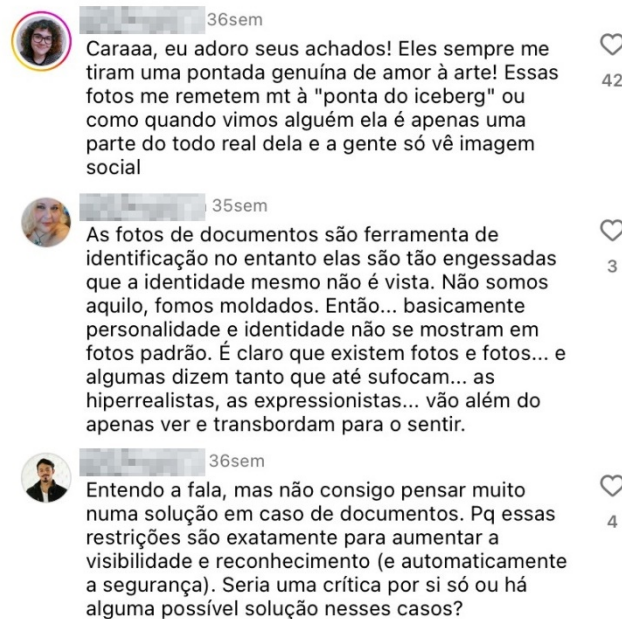 36sem
Caraaa, eu adoro seus achados! Eles sempre me
tiram uma pontada genuína de amor à arte! Essas
fotos me remetem mt à "ponta do iceberg" ou
como quando vimos alguém ela é apenas uma
parte do todo real dela e a gente só vê imagem
social
42
35sem
As fotos de documentos são ferramenta de
identificação no entanto elas são tão engessadas
que a identidade mesmo não é vista. Não somos
aquilo, fomos moldados. Então... basicamente
personalidade e identidade não se mostram em
fotos padrão. É claro que existem fotos e fotos... e
algumas dizem tanto que até sufocam... as
hiperrealistas, as expressionistas... vão além do
apenas ver e transbordam para o sentir.
3
36sem
Entendo a fala, mas não consigo pensar muito
numa solução em caso de documentos. Pq essas
restrições são exatamente para aumentar a
visibilidade e reconhecimento (e automaticamente
a segurança). Seria uma crítica por si só ou há
alguma possível solução nesses casos?
4